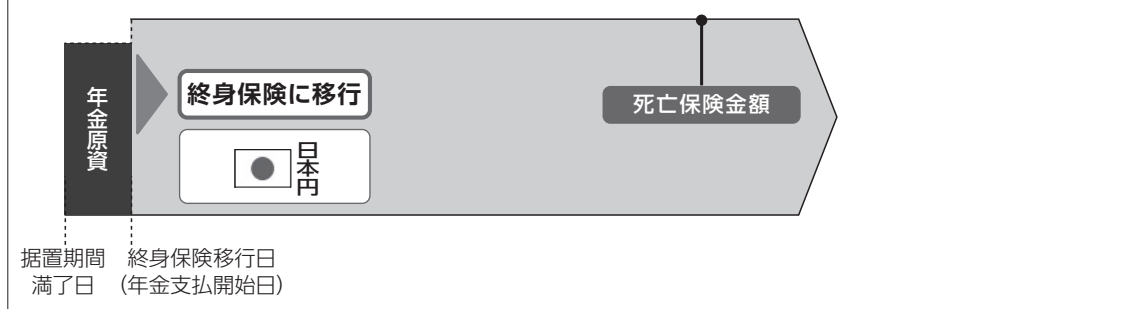 年金原資
終身保険に移行
日本円
死亡保険金額
据置期間
満了日
終身保険移行日
(年金支払開始日)